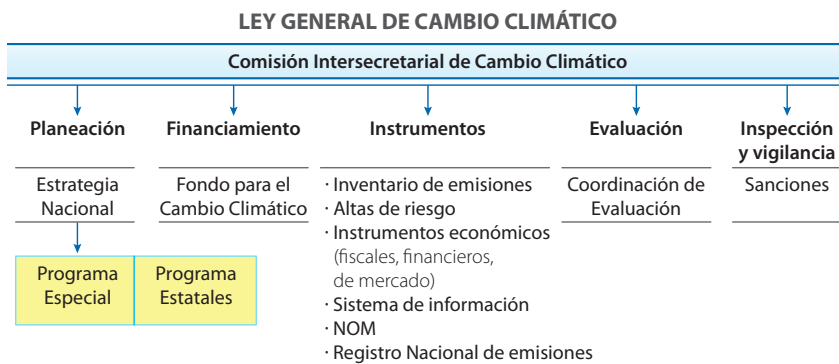 LEY GENERAL DE CAMBIO CLIMÁTICO
Comisión Intersecretarial de Cambio Climático
Planeación
Estrategia
Nacional
Programa
Especial
Programa
Estatales
Financiamiento
Fondo para el
Cambio Climático
Instrumentos
· Inventario de emisiones
· Altas de riesgo
· Instrumentos económicos
(fiscales, financieros,
de mercado)
· Sistema de información
· NOM
· Registro Nacional de emisiones
Evaluación
Coordinación de
Evaluación
Inspección
y vigilancia
Sanciones